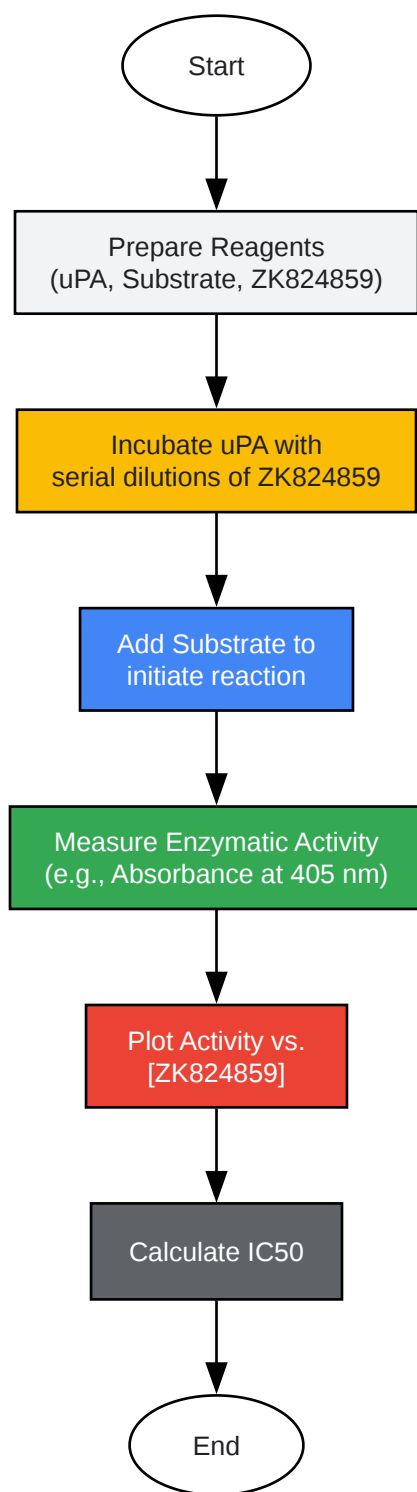 Start
Prepare Reagents
(uPA, Substrate, ZK824859)
Incubate uPA with
serial dilutions of ZK824859
Add Substrate to
initiate reaction
Measure Enzymatic Activity
(e.g., Absorbance at 405 nm)
Plot Activity vs.
[ZK824859]
Calculate IC50
End